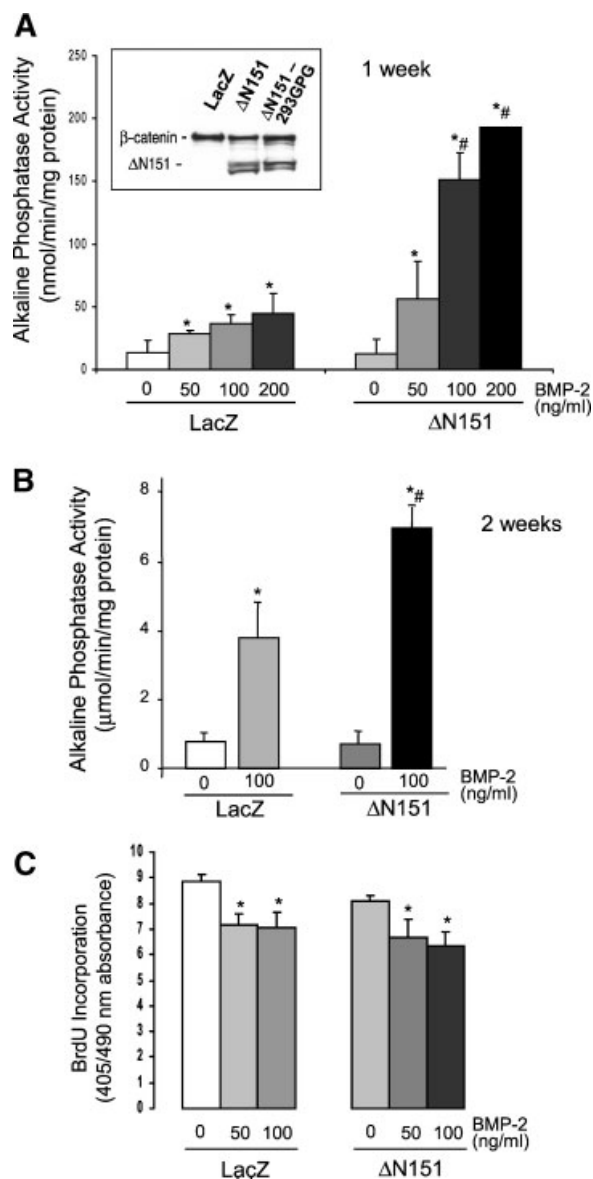 A
1 week
Alkaline Phosphatase Activity
(nmol/min/mg protein)
250
200
150
100
50
0
LacZ
ΔN151
ΔN151 –
293GPG
β-catenin -
ΔN151 –
*
*
*
*
*#
*#
0 50 100 200
0 50 100 200
BMP-2
(ng/ml)
LacZ
ΔN151
B
2 weeks
Alkaline Phosphatase Activity
(μmol/min/mg protein)
8
6
4
2
0
*
*#
0 100
0 100
BMP-2
(ng/ml)
LacZ
ΔN151
C
BrdU Incorporation
(405/490 nm absorbance)
10
9
8
7
6
5
4
3
2
1
0
* *
* *
0 50 100
0 50 100
BMP-2
(ng/ml)
LacZ
ΔN151